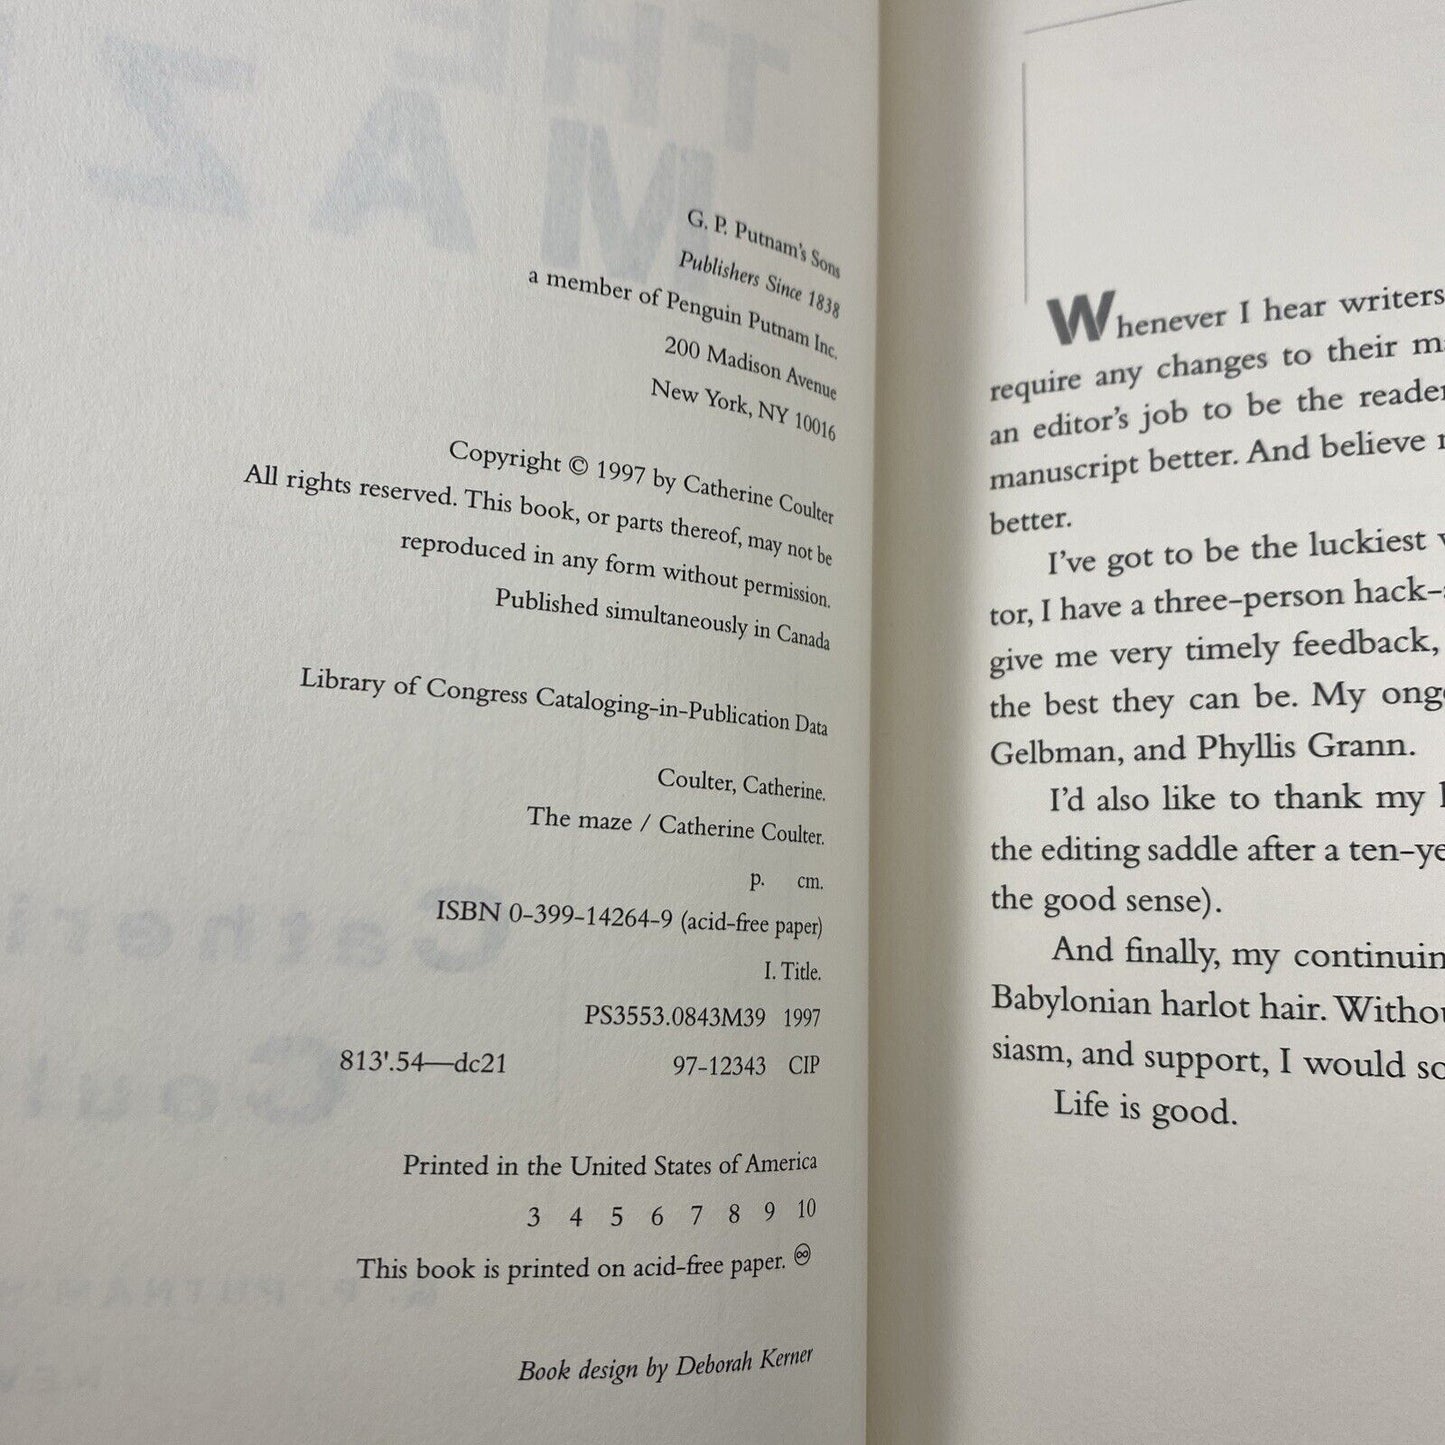 G. P. Putnam's Sons
Publishers Since 1838
a member of Penguin Putnam Inc.
200 Madison Avenue
New York, NY 10016
Copyright © 1997 by Catherine Coulter
All rights reserved. This book, or parts thereof, may not be
reproduced in any form without permission.
Published simultaneously in Canada
Library of Congress Cataloging-in-Publication Data
Coulter, Catherine.
The maze / Catherine Coulter.
p. cm.
ISBN 0-399-14264-9 (acid-free paper)
I. Title.
PS3553.0843M39 1997
813'.54—dc21 97-12343 CIP
Printed in the United States of America
3 4 5 6 7 8 9 10
This book is printed on acid-free paper. ♾
Book design by Deborah Kerner
Whenever I hear writers
require any changes to their
an editor's job to be the reader
manuscript better. And believe
better.
I've got to be the luckiest
tor, I have a three-person hack-
give me very timely feedback,
the best they can be. My
Gelbman, and Phyllis Grann.
I'd also like to thank my
the editing saddle after a ten-ye
the good sense).
And finally, my continuin
Babylonian harlot hair. Withou
siasm, and support, I would so
Life is good.